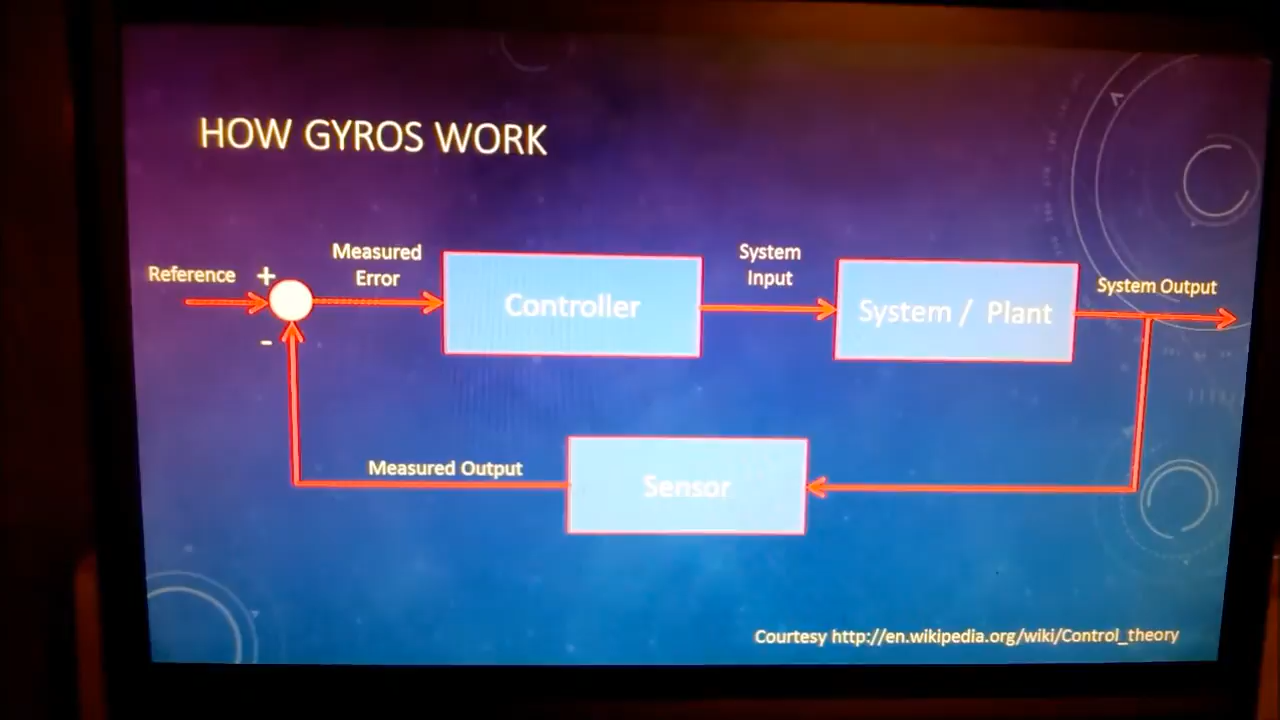 HOW GYROS WORK
Reference
+
-
Measured
Error
Controller
System
Input
System / Plant
System Output
Measured Output
Sensor
Courtesy http://en.wikipedia.org/wiki/Control_theory